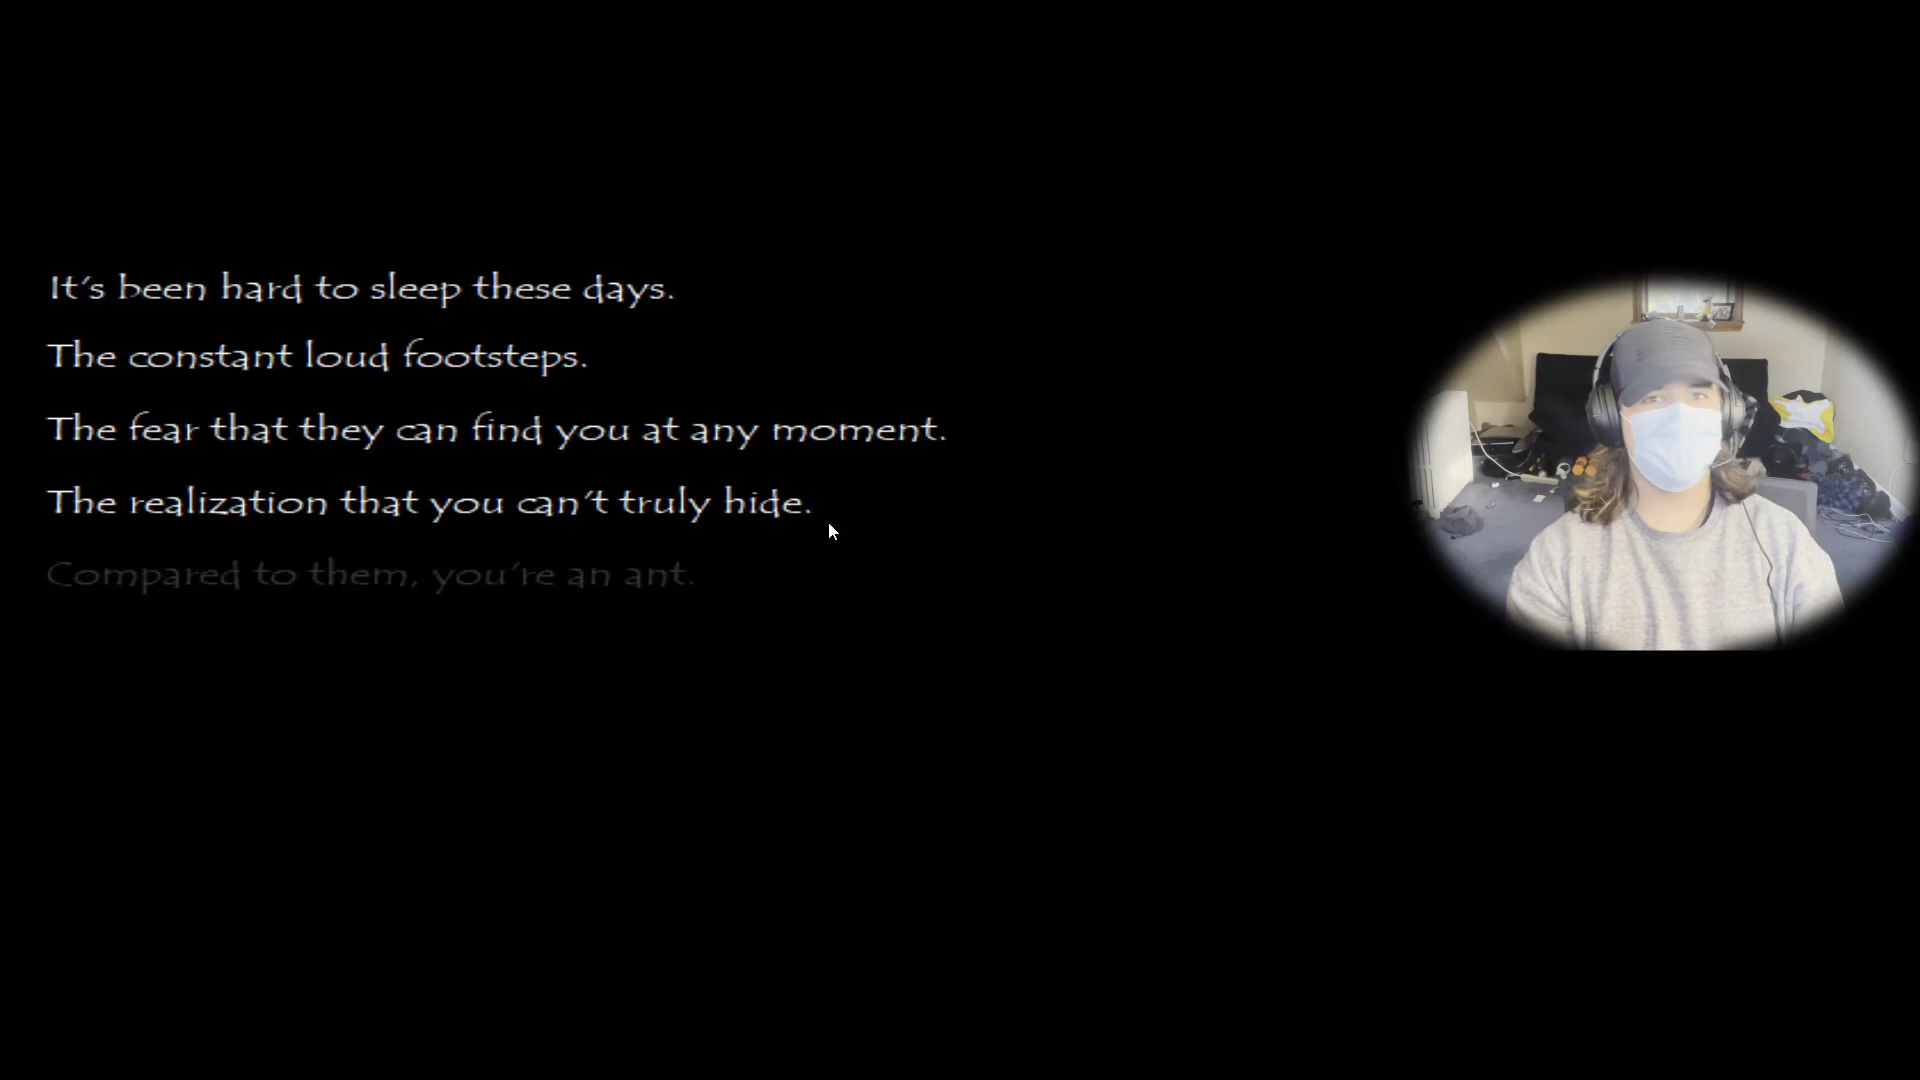 It's been hard to sleep these days.
The constant loud footsteps.
The fear that they can find you at any moment.
The realization that you can't truly hide.
Compared to them, you're an ant.